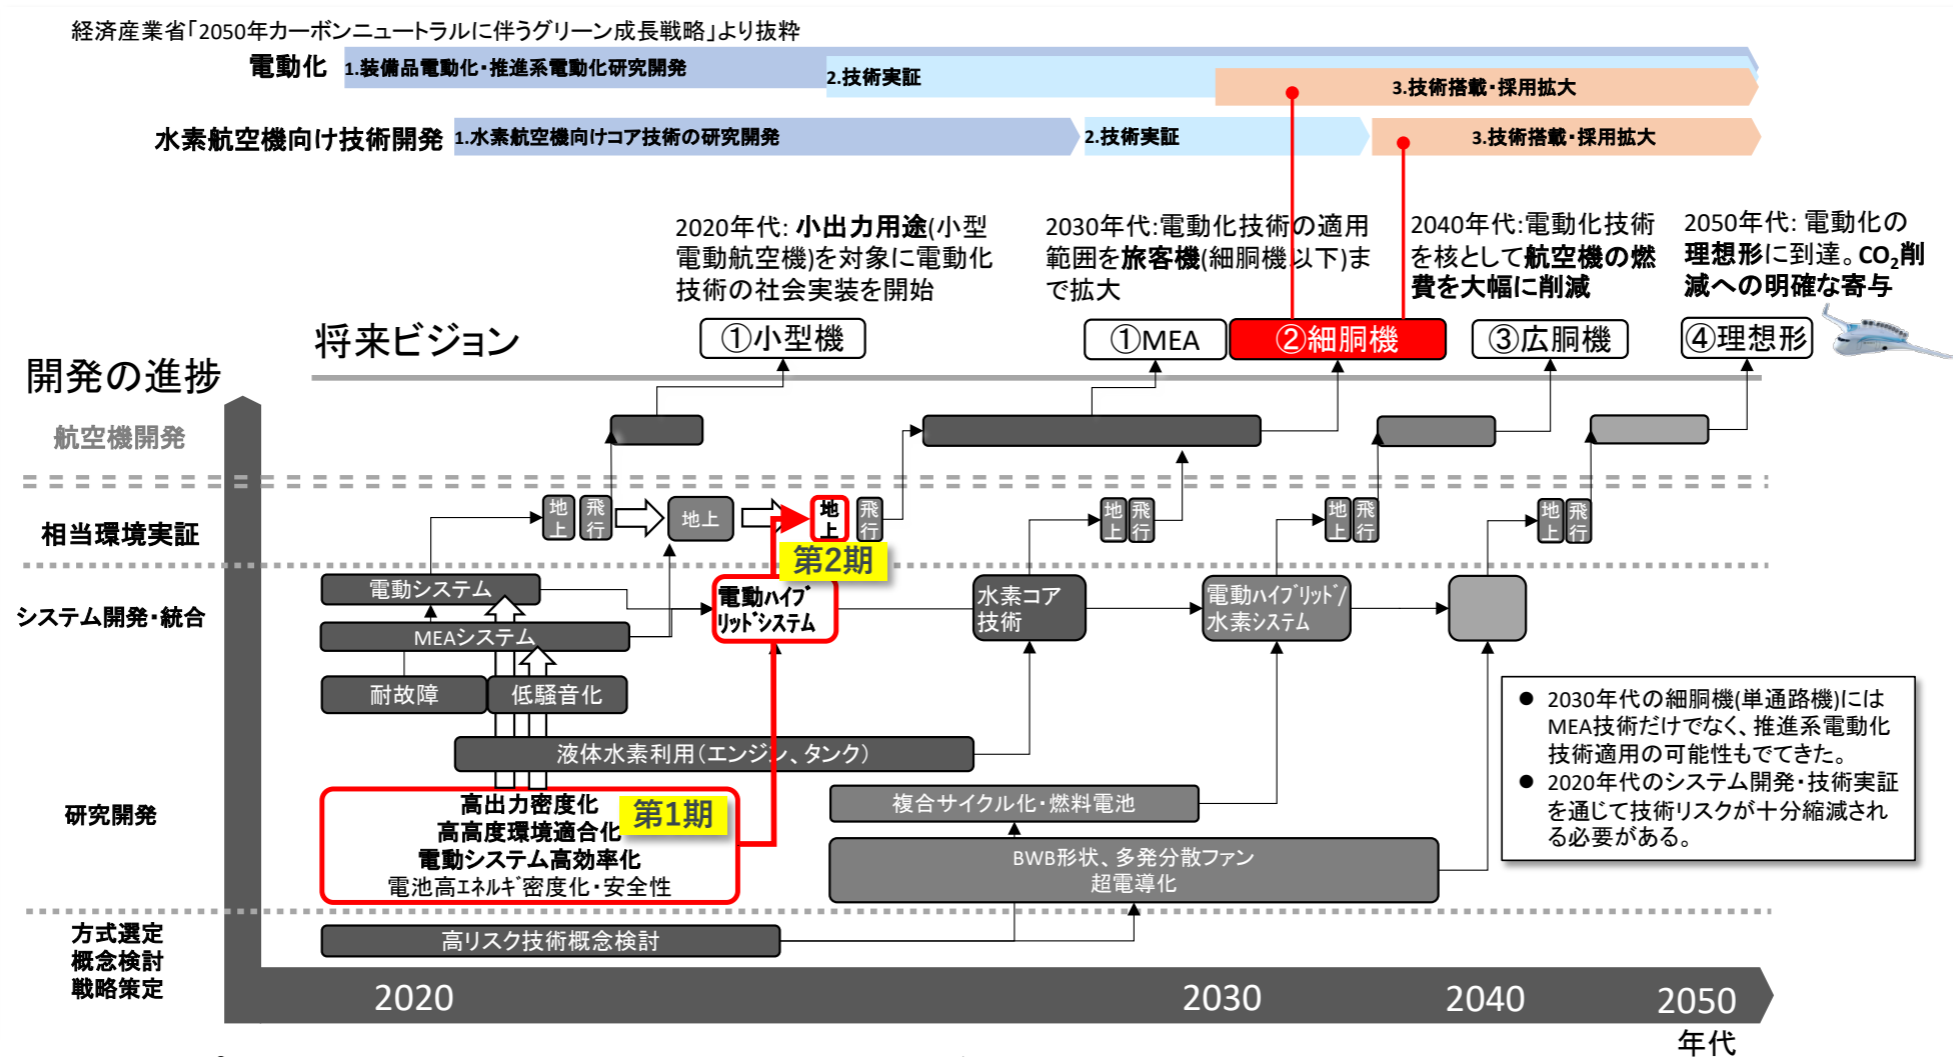 経済産業省「2050年カーボンニュートラルに伴うグリーン成長戦略」より抜粋
電動化
1.装備品電動化・推進系電動化研究開発
2.技術実証
3.技術搭載・採用拡大
水素航空機向け技術開発
1.水素航空機向けコア技術の研究開発
2.技術実証
3.技術搭載・採用拡大
2020年代: 小出力用途(小型
電動航空機)を対象に電動化
技術の社会実装を開始
2030年代:電動化技術の適用
範囲を旅客機(細胴機以下)ま
で拡大
2040年代:電動化技術
を核として航空機の燃
費を大幅に削減
2050年代: 電動化の
理想形に到達。CO₂削
減への明確な寄与
将来ビジョン
①小型機
①MEA
②細胴機
③広胴機
④理想形
開発の進捗
航空機開発
相当環境実証
地上
飛行
地上
地上
飛行
地上
飛行
地上
飛行
地上
飛行
第2期
システム開発・統合
電動システム
MEAシステム
電動ハイブ
リッドシステム
水素コア
技術
電動ハイブリッド/
水素システム
耐故障
低騒音化
研究開発
液体水素利用(エンジン、タンク)
高出力密度化
高高度環境適合化
電動システム高効率化
電池高エネルギ密度化・安全性
第1期
複合サイクル化・燃料電池
BWB形状、多発分散ファン
超電導化
● 2030年代の細胴機(単通路機)には
MEA技術だけでなく、推進系電動化
技術適用の可能性もでてきた。
● 2020年代のシステム開発・技術実証
を通じて技術リスクが十分縮減され
る必要がある。
方式選定
概念検討
戦略策定
高リスク技術概念検討
2020
2030
2040
2050
年代